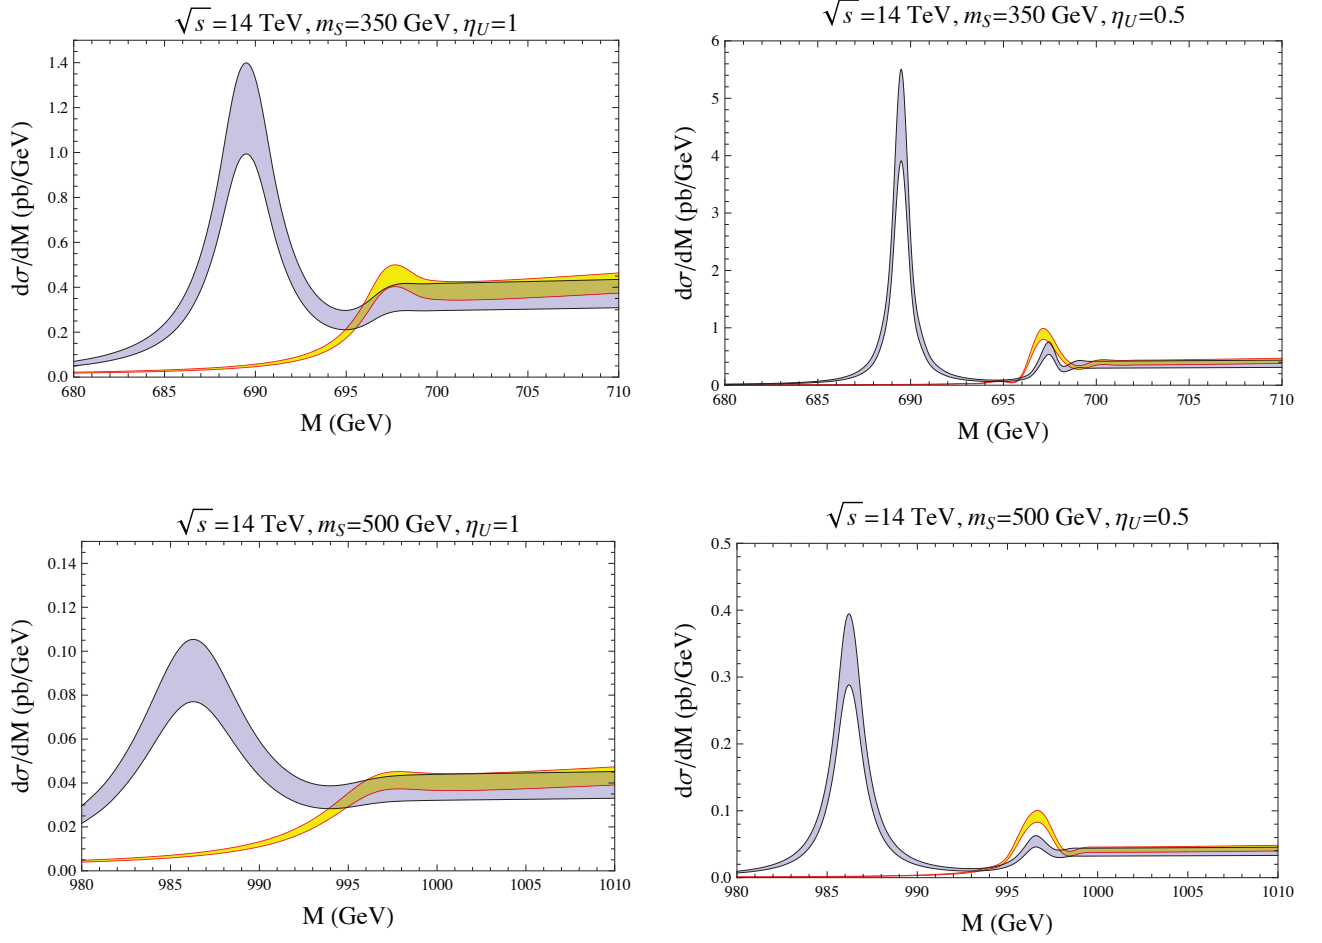 √s =14 TeV, m_S=350 GeV, η_U=1
1.4
1.2
1.0
0.8
0.6
0.4
0.2
0.0
dσ/dM (pb/GeV)
680 685 690 695 700 705 710
M (GeV)
√s =14 TeV, m_S=350 GeV, η_U=0.5
6
5
4
3
2
1
0
dσ/dM (pb/GeV)
680 685 690 695 700 705 710
M (GeV)
√s =14 TeV, m_S=500 GeV, η_U=1
0.14
0.12
0.10
0.08
0.06
0.04
0.02
0.00
dσ/dM (pb/GeV)
980 985 990 995 1000 1005 1010
M (GeV)
√s =14 TeV, m_S=500 GeV, η_U=0.5
0.5
0.4
0.3
0.2
0.1
0.0
dσ/dM (pb/GeV)
980 985 990 995 1000 1005 1010
M (GeV)